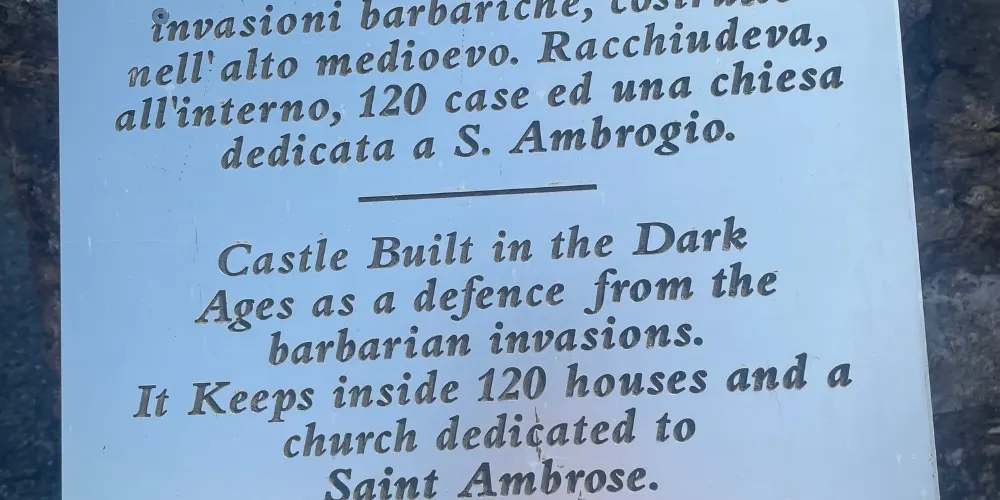 invasioni barbariche,
nell'alto medioevo. Racchiudeva,
all'interno, 120 case ed una chiesa
dedicata a S. Ambrogio.
Castle Built in the Dark
Ages as a defence from the
barbarian invasions.
It Keeps inside 120 houses and a
church dedicated to
Saint Ambrose.